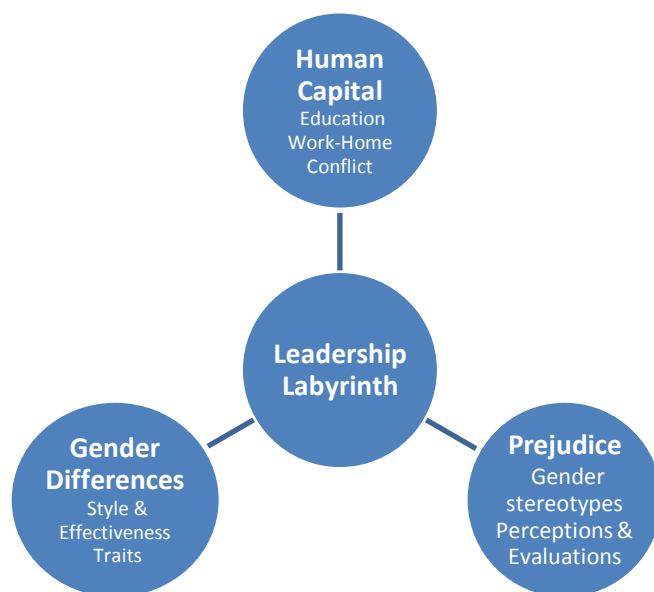 Human
Capital
Education
Work-Home
Conflict
Leadership
Labyrinth
Gender
Differences
Style &
Effectiveness
Traits
Prejudice
Gender
stereotypes
Perceptions &
Evaluations